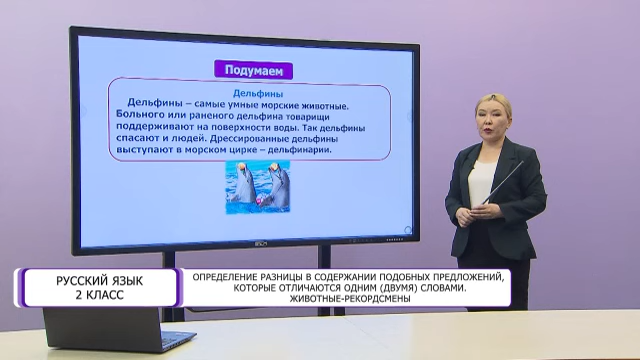 Подумаем
Дельфины
Дельфины – самые умные морские животные.
Больного или раненого дельфина товарищи
поддерживают на поверхности воды. Так дельфины
спасают и людей. Дрессированные дельфины
выступают в морском цирке – дельфинарии.
РУССКИЙ ЯЗЫК
2 КЛАСС
ОПРЕДЕЛЕНИЕ РАЗНИЦЫ В СОДЕРЖАНИИ ПОДОБНЫХ ПРЕДЛОЖЕНИЙ,
КОТОРЫЕ ОТЛИЧАЮТСЯ ОДНИМ (ДВУМЯ) СЛОВАМИ.
ЖИВОТНЫЕ-РЕКОРДСМЕНЫ